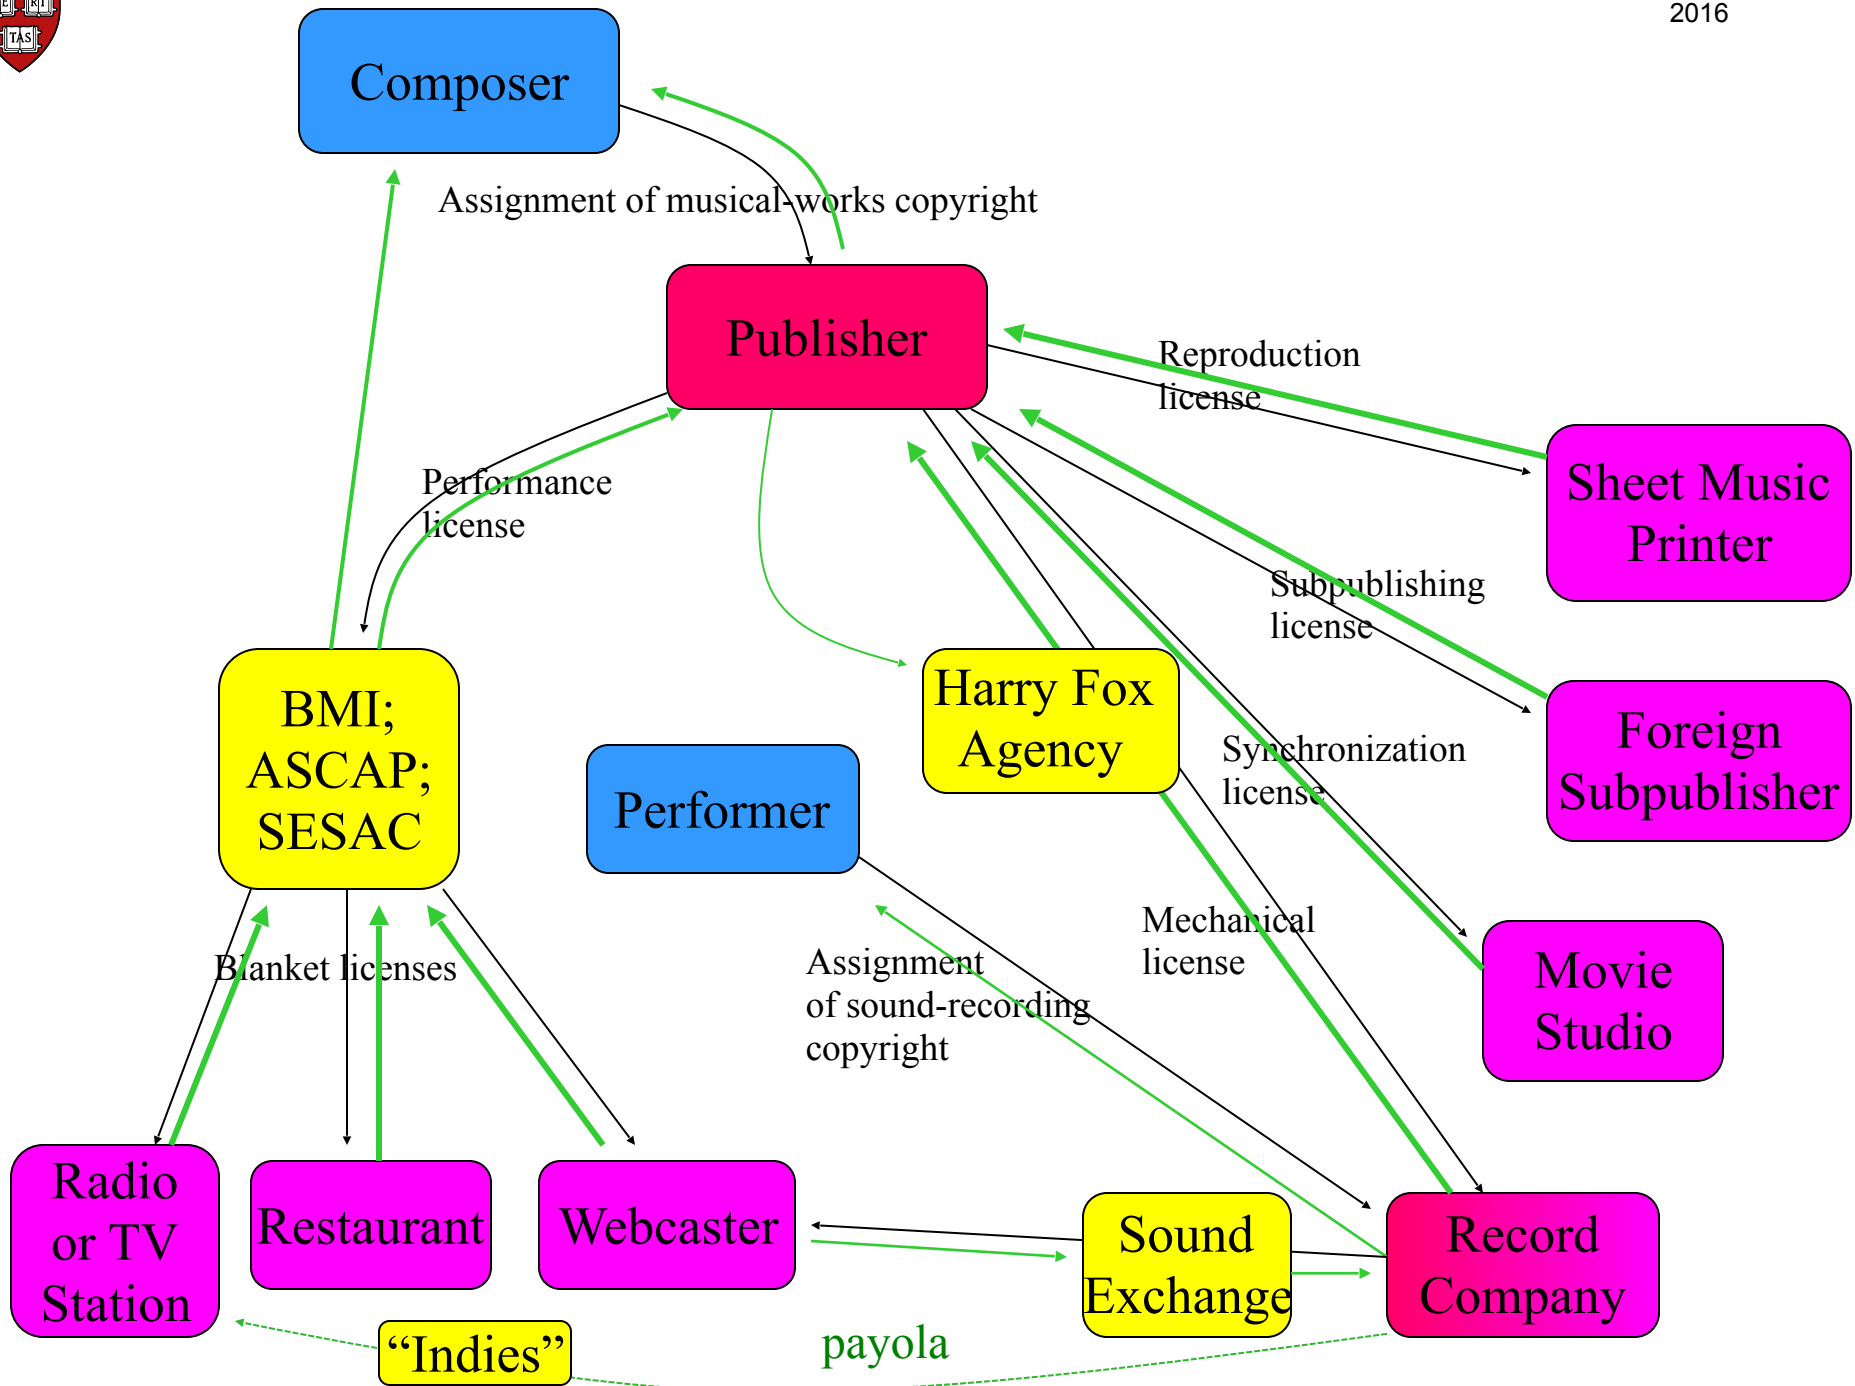 2016
TAS
Composer
Assignment of musical-works copyright
Publisher
Reproduction
license
Sheet Music
Printer
Performance
license
Subpublishing
license
BMI;
ASCAP;
SESAC
Harry Fox
Agency
Foreign
Subpublisher
Performer
Synchronization
license
Mechanical
license
Blanket licenses
Assignment
of sound-recording
copyright
Movie
Studio
Radio
or TV
Station
Restaurant
Webcaster
Sound
Exchange
Record
Company
“Indies”
payola